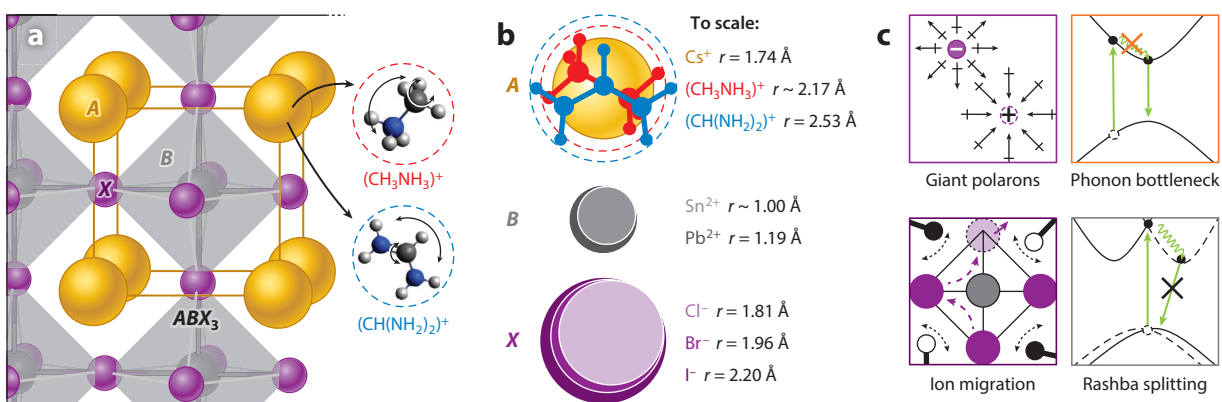 a
A
B
X
ABX₃
(CH₃NH₃)⁺
(CH(NH₂)₂)⁺
b
To scale:
A
Cs⁺ r = 1.74 Å
(CH₃NH₃)⁺ r ~ 2.17 Å
(CH(NH₂)₂)⁺ r = 2.53 Å
B
Sn²⁺ r ~ 1.00 Å
Pb²⁺ r = 1.19 Å
X
Cl⁻ r = 1.81 Å
Br⁻ r = 1.96 Å
I⁻ r = 2.20 Å
c
−
+
Giant polarons
Phonon bottleneck
Ion migration
Rashba splitting